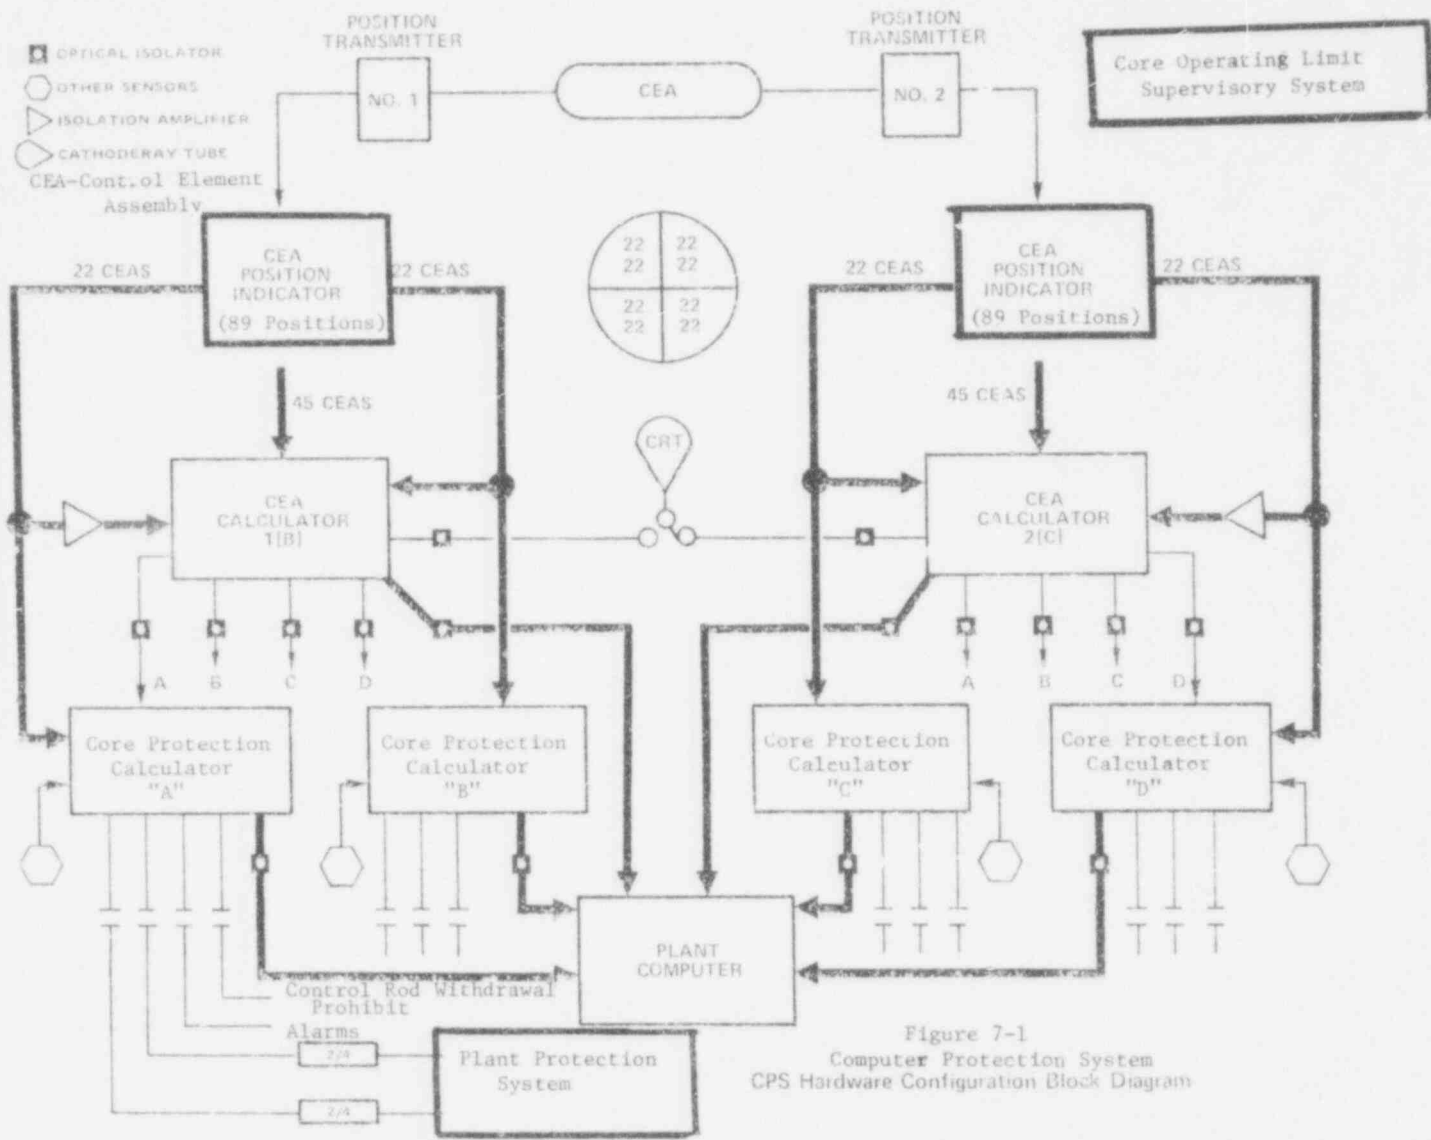 OPTICAL ISOLATOR
OTHER SENSORS
ISOLATION AMPLIFIER
CATHODERAY TUBE
CEA-Control Element
Assembly
POSITION
TRANSMITTER
NO. 1
CEA
POSITION
TRANSMITTER
NO. 2
Core Operating Limit
Supervisory System
22 CEAS
CEA
POSITION
INDICATOR
(89 Positions)
22 CEAS
22 22
22 22
22 22
22 22
22 CEAS
CEA
POSITION
INDICATOR
(89 Positions)
22 CEAS
45 CEAS
45 CEAS
CRT
CEA
CALCULATOR
1(B)
CEA
CALCULATOR
2(C)
A B C D
A B C D
Core Protection
Calculator
"A"
Core Protection
Calculator
"B"
Core Protection
Calculator
"C"
Core Protection
Calculator
"D"
PLANT
COMPUTER
Control Rod Withdrawal
Prohibit
Alarms
2/4
2/4
Plant Protection
System
Figure 7-1
Computer Protection System
CPS Hardware Configuration Block Diagram